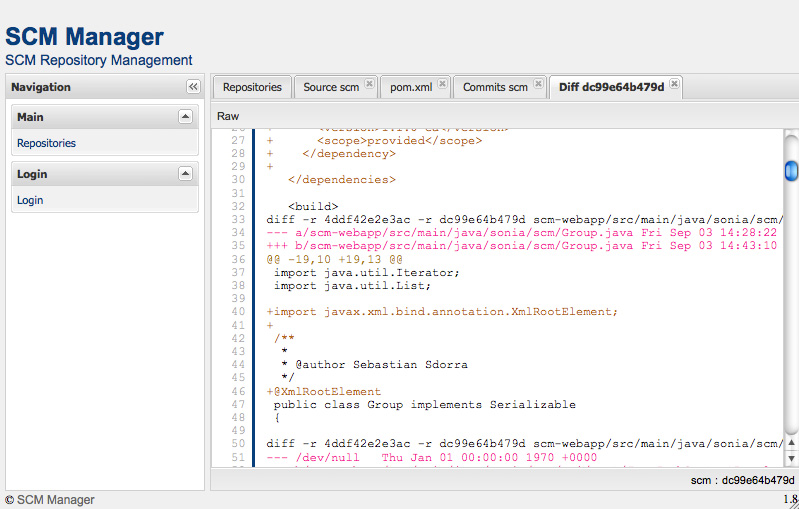 SCM Manager
SCM Repository Management
Navigation
Main
Repositories
Login
Login
Repositories
Source scm
pom.xml
Commits scm
Diff dc99e64b479d
Raw
27 + <scope>provided</scope>
28 + </dependency>
29 +
30 </dependencies>
31
32 <build>
33 diff -r 4ddf42e2e3ac -r dc99e64b479d scm-webapp/src/main/java/sonia/scm/
34 --- a/scm-webapp/src/main/java/sonia/scm/Group.java Fri Sep 03 14:28:22
35 +++ b/scm-webapp/src/main/java/sonia/scm/Group.java Fri Sep 03 14:43:10
36 @@ -19,10 +19,13 @@
37 import java.util.Iterator;
38 import java.util.List;
39
40 +import javax.xml.bind.annotation.XmlRootElement;
41 +
42 /**
43 *
44 * @author Sebastian Sdorra
45 */
46 +@XmlRootElement
47 public class Group implements Serializable
48 {
49
50 diff -r 4ddf42e2e3ac -r dc99e64b479d scm-webapp/src/main/java/sonia/scm/
51 --- /dev/null Thu Jan 01 00:00:00 1970 +0000
scm : dc99e64b479d
© SCM Manager
1.8